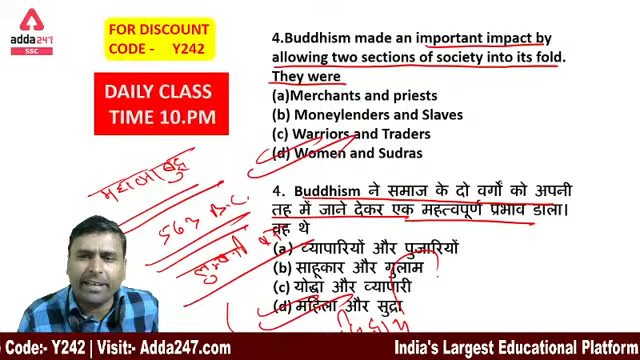 adda247
SSC
FOR DISCOUNT
CODE- Y242
DAILY CLASS
TIME 10.PM
4.Buddhism made an important impact by
allowing two sections of society into its fold.
They were
(a)Merchants and priests
(b) Moneylenders and Slaves
(c) Warriors and Traders
(d) Women and Sudras
4. Buddhism ने समाज के दो वर्गों को अपनी
तह में जाने देकर एक महत्वपूर्ण प्रभाव डाला।
वह थे
(a) व्यापारियों और पुजारियों
(b) साहूकार और गुलाम
(c) योद्धा और व्यापारी
(d) महिला और सुद्रा
563 B.C.
Code:- Y242 | Visit:- Adda247.com
India's Largest Educational Platform